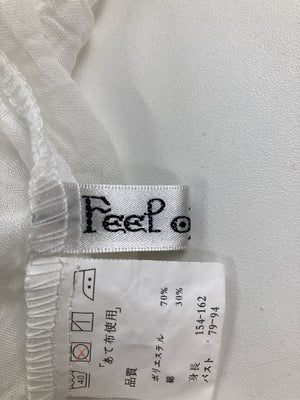 Feel o
40
「あて布使用」
品質
ポリエステル 70%
綿 30%
身長 154-162
バスト 79-94